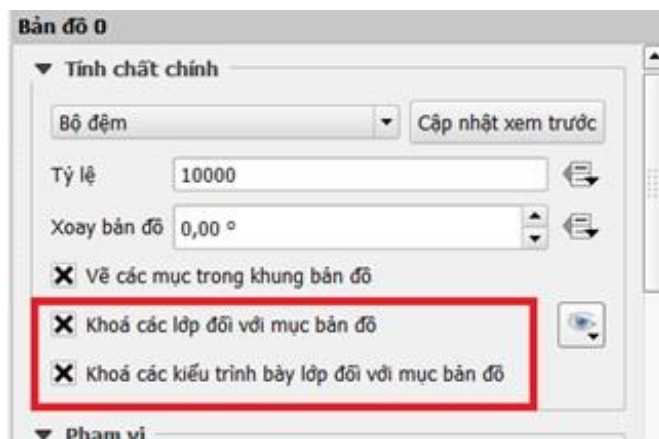 Bản đồ 0
Tính chất chính
Bộ đệm Cập nhật xem trước
Tỷ lệ 10000
Xoay bản đồ 0,00 º
Vẽ các mục trong khung bản đồ
Khoá các lớp đối với mục bản đồ
Khoá các kiểu trình bày lớp đối với mục bản đồ
Phạm vi